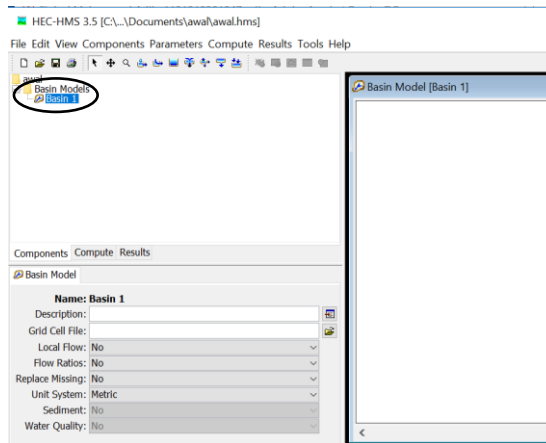 HEC-HMS 3.5 [C:\...\Documents\awal\awal.hms]
File Edit View Components Parameters Compute Results Tools Help
awal
Basin Models
Basin 1
Basin Model [Basin 1]
Components Compute Results
Basin Model
Name: Basin 1
Description:
Grid Cell File:
Local Flow: No
Flow Ratios: No
Replace Missing: No
Unit System: Metric
Sediment: No
Water Quality: No